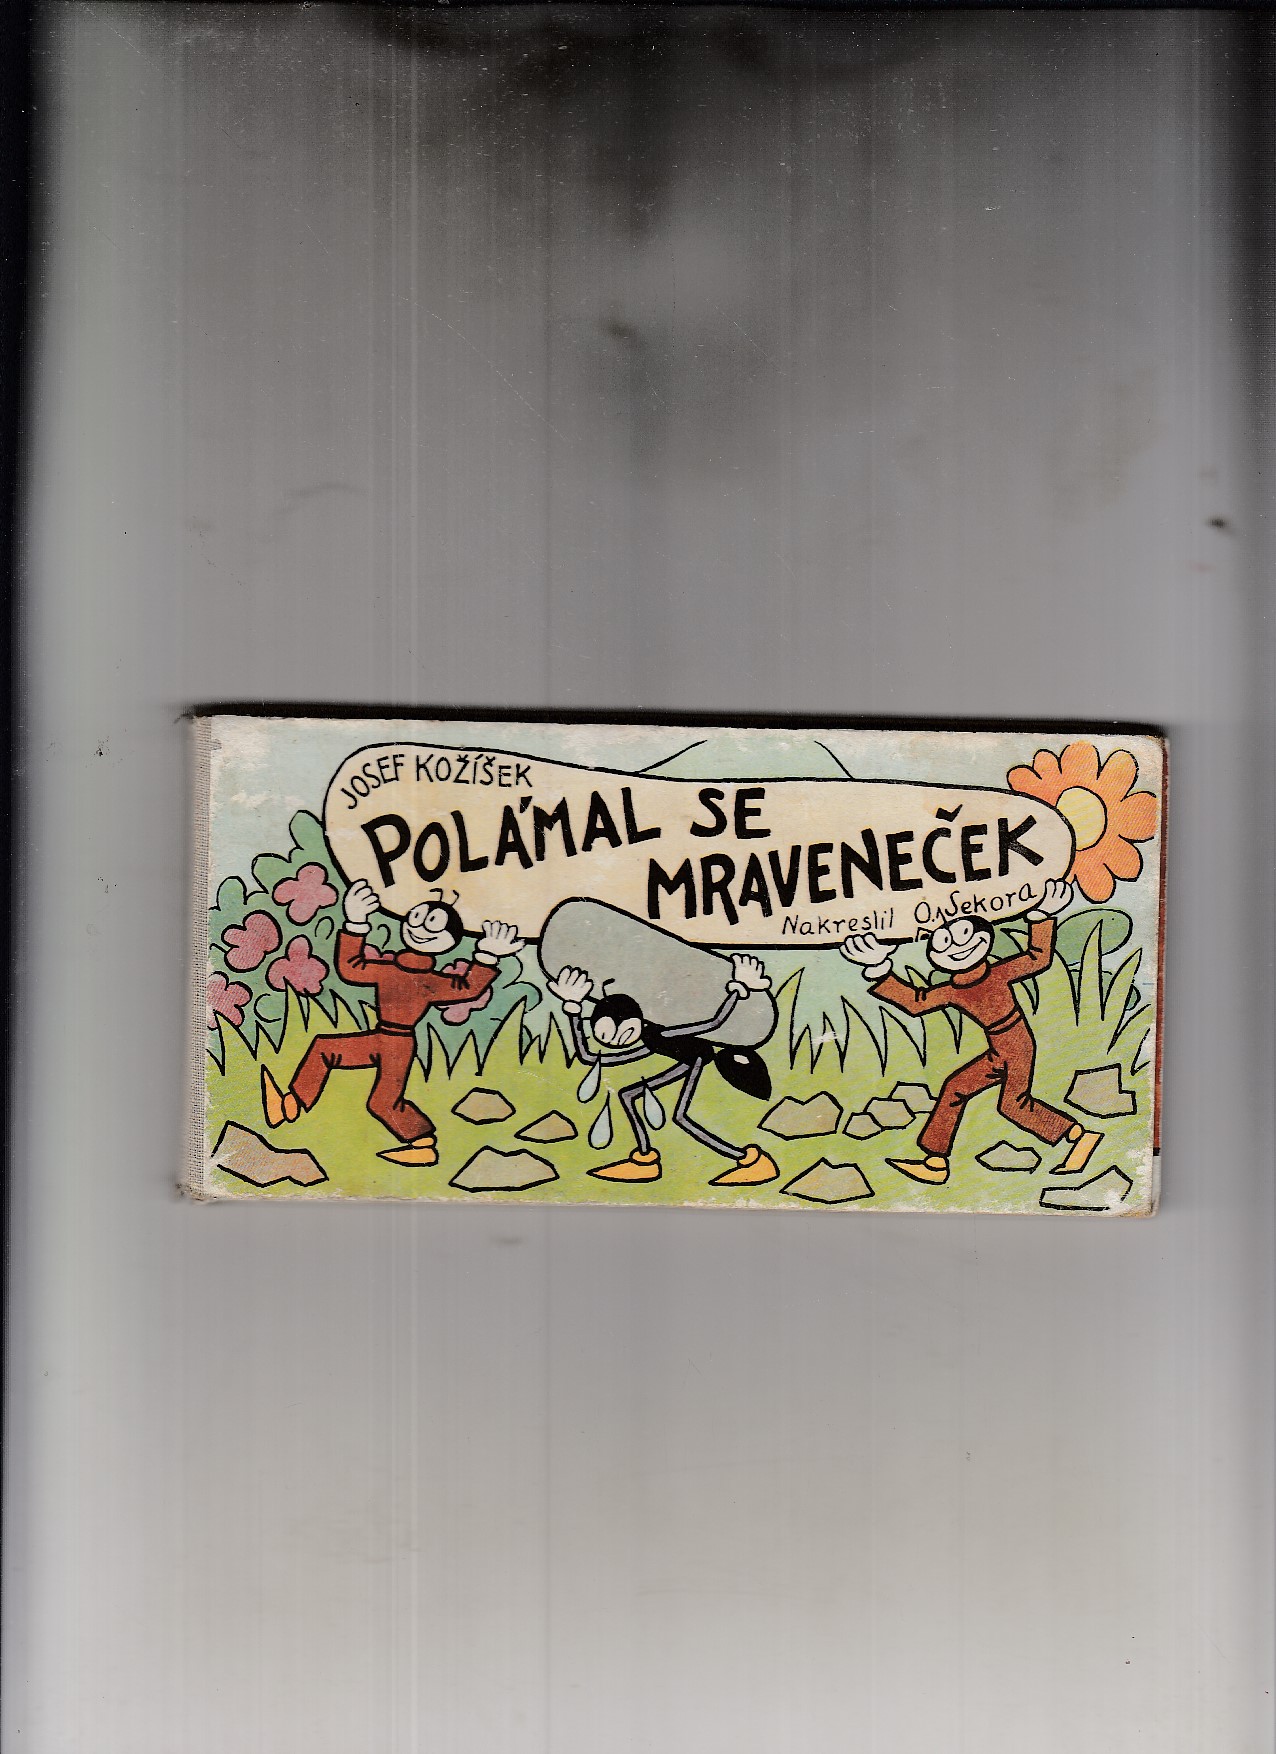 JOSEF KOŽÍŠEK
POLÁMAL SE
MRAVENEČEK
Nakreslil O. Sekora